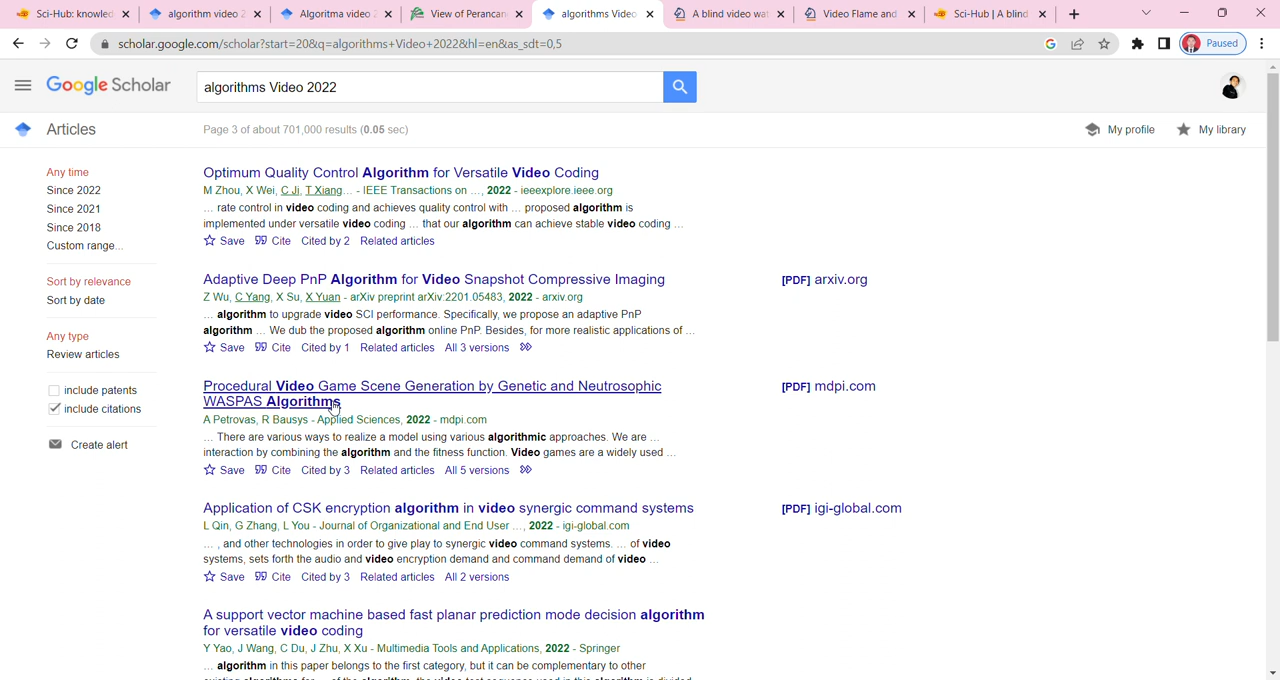 Sci-Hub: knowled
algorithm video 2
Algoritma video 2
View of Perancan
algorithms Video
A blind video wat
Video Flame and
Sci-Hub | A blind
scholar.google.com/scholar?start=20&q=algorithms+Video+2022&hl=en&as_sdt=0,5
Paused
Google Scholar
algorithms Video 2022
Articles
Page 3 of about 701,000 results (0.05 sec)
My profile
My library
Any time
Since 2022
Since 2021
Since 2018
Custom range...
Sort by relevance
Sort by date
Any type
Review articles
include patents
include citations
Create alert
Optimum Quality Control Algorithm for Versatile Video Coding
M Zhou, X Wei, C Ji, T Xiang... - IEEE Transactions on ..., 2022 - ieeexplore.ieee.org
... rate control in video coding and achieves quality control with ... proposed algorithm is
implemented under versatile video coding ... that our algorithm can achieve stable video coding ...
Save Cite Cited by 2 Related articles
Adaptive Deep PnP Algorithm for Video Snapshot Compressive Imaging
[PDF] arxiv.org
Z Wu, C Yang, X Su, X Yuan - arXiv preprint arXiv:2201.05483, 2022 - arxiv.org
... algorithm to upgrade video SCI performance. Specifically, we propose an adaptive PnP
algorithm ... We dub the proposed algorithm online PnP. Besides, for more realistic applications of ...
Save Cite Cited by 1 Related articles All 3 versions
Procedural Video Game Scene Generation by Genetic and Neutrosophic
WASPAS Algorithms
[PDF] mdpi.com
A Petrovas, R Bausys - Applied Sciences, 2022 - mdpi.com
... There are various ways to realize a model using various algorithmic approaches. We are ...
interaction by combining the algorithm and the fitness function. Video games are a widely used ...
Save Cite Cited by 3 Related articles All 5 versions
Application of CSK encryption algorithm in video synergic command systems
[PDF] igi-global.com
L Qin, G Zhang, L You - Journal of Organizational and End User ..., 2022 - igi-global.com
... , and other technologies in order to give play to synergic video command systems. ... of video
systems, sets forth the audio and video encryption demand and command demand of video ...
Save Cite Cited by 3 Related articles All 2 versions
A support vector machine based fast planar prediction mode decision algorithm
for versatile video coding
Y Yao, J Wang, C Du, J Zhu, X Xu - Multimedia Tools and Applications, 2022 - Springer
... algorithm in this paper belongs to the first category, but it can be complementary to other